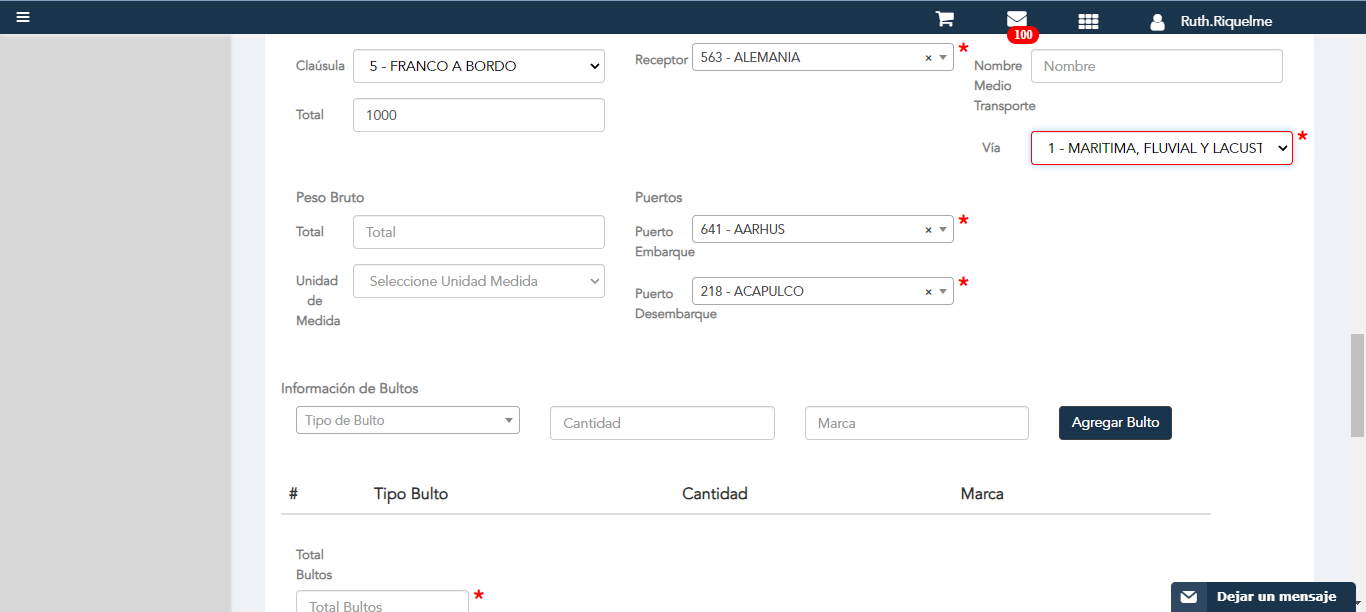 Ruth.Riquelme
100
Claúsula
5 - FRANCO A BORDO
Receptor
563 - ALEMANIA
× 
*
Nombre
Medio
Transporte
Nombre
Total
1000
Vía
1 - MARITIMA, FLUVIAL Y LACUST
*
Peso Bruto
Puertos
Total
Total
Puerto
Embarque
641 - AARHUS
×
*
Unidad
de
Medida
Seleccione Unidad Medida
Puerto
Desembarque
218 - ACAPULCO
×
*
Información de Bultos
Tipo de Bulto
Cantidad
Marca
Agregar Bulto
# Tipo Bulto Cantidad Marca
Total
Bultos
Total Bultos
*
Dejar un mensaje